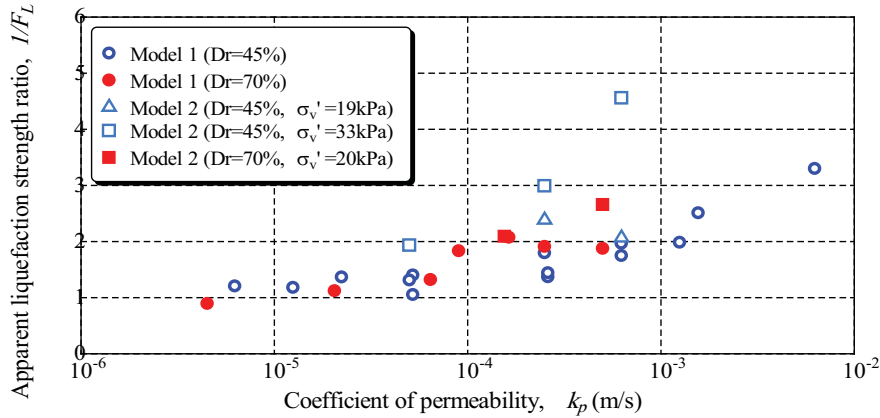 Apparent liquefaction strength ratio, 1/F_L
6
5
4
3
2
1
0
Model 1 (Dr=45%)
Model 1 (Dr=70%)
Model 2 (Dr=45%, σ_v'=19kPa)
Model 2 (Dr=45%, σ_v'=33kPa)
Model 2 (Dr=70%, σ_v'=20kPa)
10^-6 10^-5 10^-4 10^-3 10^-2
Coefficient of permeability, k_p (m/s)